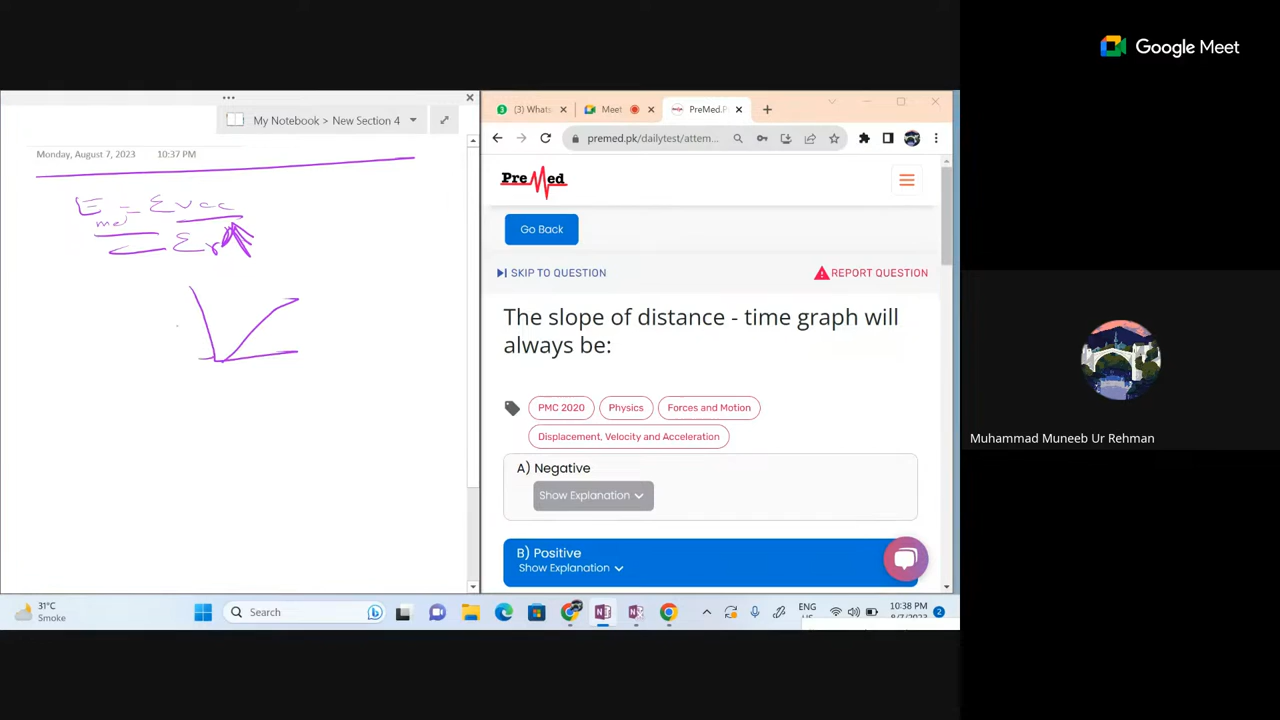 Google Meet
My Notebook > New Section 4
(3) Whats
Meet
PreMed.P
premed.pk/dailytest/attem...
Monday, August 7, 2023 10:37 PM
PreMed
Go Back
SKIP TO QUESTION
REPORT QUESTION
The slope of distance - time graph will
always be:
PMC 2020
Physics
Forces and Motion
Displacement, Velocity and Acceleration
A) Negative
Show Explanation
B) Positive
Show Explanation
Muhammad Muneeb Ur Rehman
31°C
Smoke
Search
ENG
10:38 PM
2